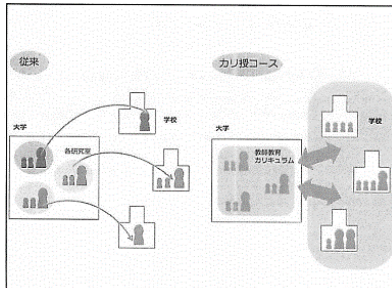 従来
学校
大学
各研究室
カリ授コース
学校
大学
教師教育
カリキュラム